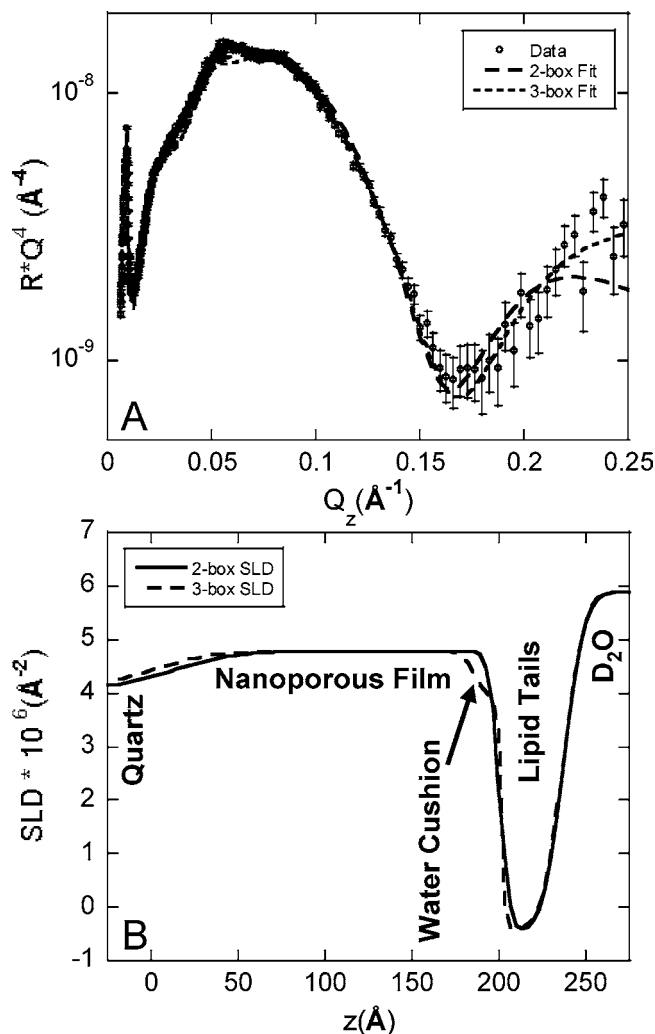 10⁻⁸
10⁻⁹
R*Q⁴ (Å⁻⁴)
Data
2-box Fit
3-box Fit
A
0 0.05 0.1 0.15 0.2 0.25
Q_z(Å⁻¹)
7
6
5
4
3
2
1
0
-1
SLD * 10⁻⁶(Å⁻²)
2-box SLD
3-box SLD
Quartz
Nanoporous Film
Water Cushion
Lipid Tails
D₂O
B
0 50 100 150 200 250
z(Å)